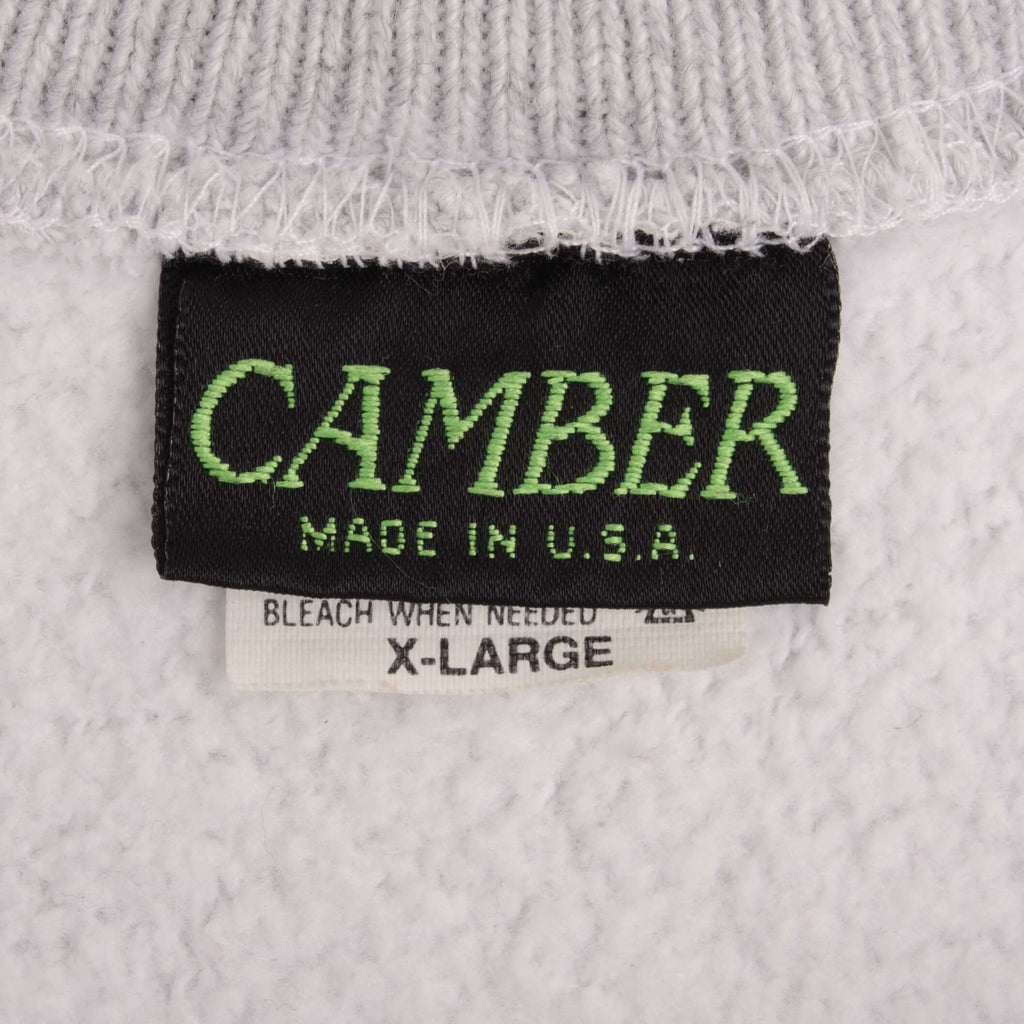 CAMBER
MADE IN U.S.A.
BLEACH WHEN NEEDED
X-LARGE